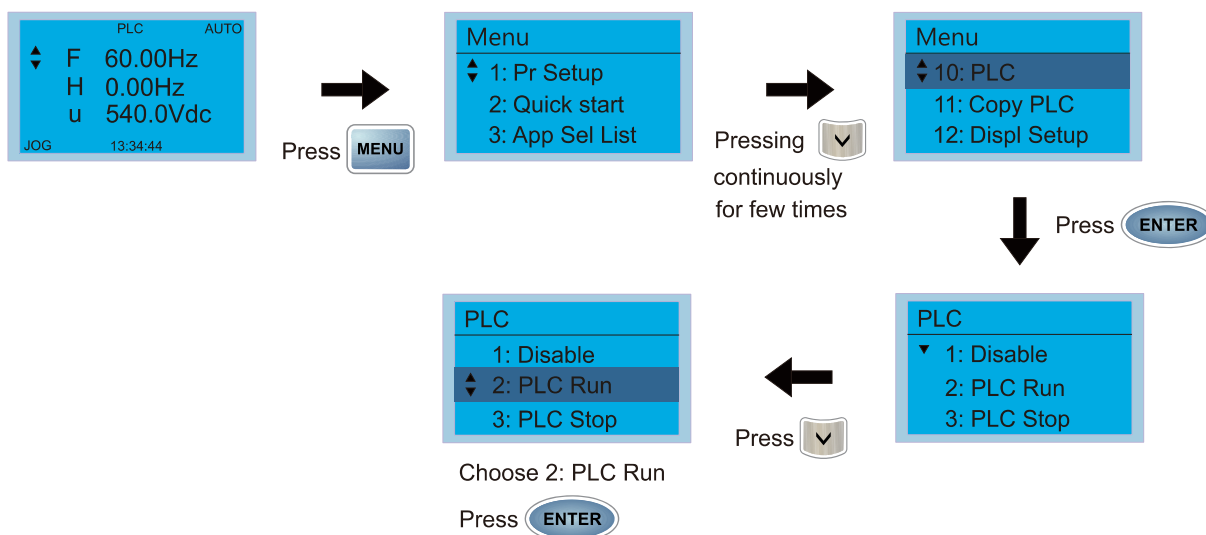 PLC AUTO
F 60.00Hz
H 0.00Hz
u 540.0Vdc
JOG 13:34:44
Press MENU
Menu
1: Pr Setup
2: Quick start
3: App Sel List
Pressing
continuously
for few times
Menu
10: PLC
11: Copy PLC
12: Displ Setup
Press ENTER
PLC
1: Disable
2: PLC Run
3: PLC Stop
Press
PLC
1: Disable
2: PLC Run
3: PLC Stop
Choose 2: PLC Run
Press ENTER